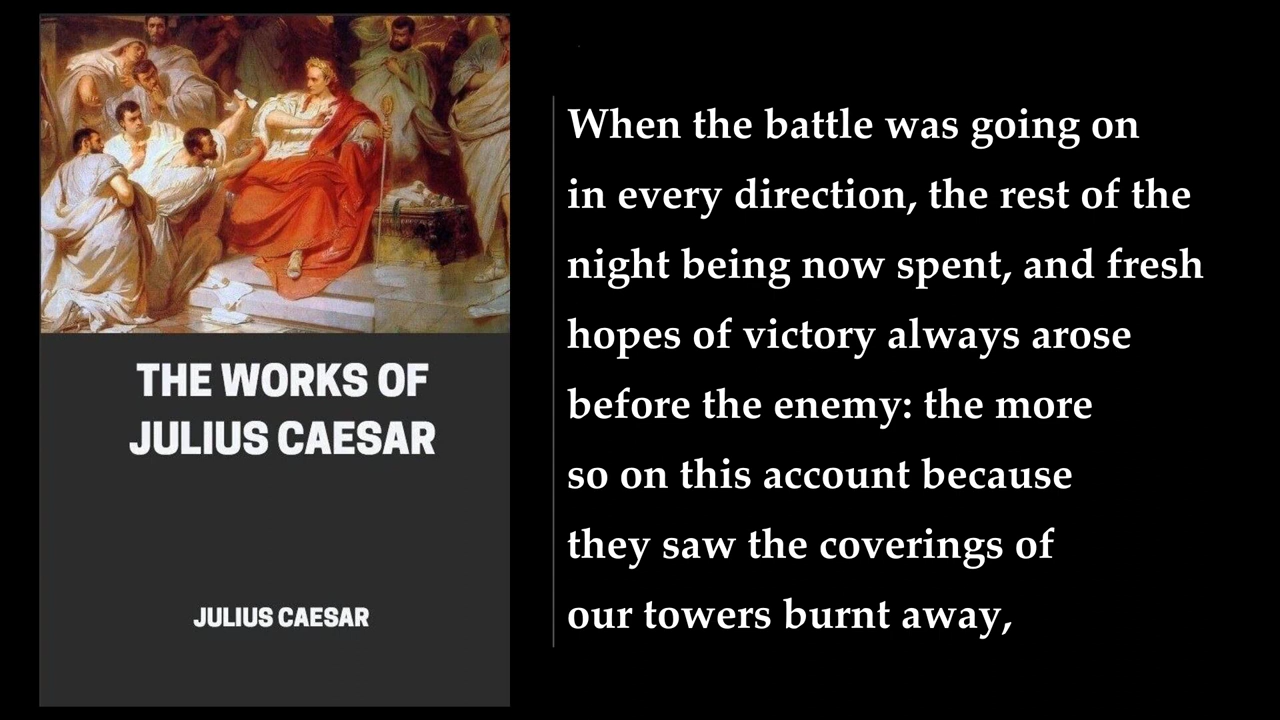 THE WORKS OF
JULIUS CAESAR
JULIUS CAESAR
When the battle was going on
in every direction, the rest of the
night being now spent, and fresh
hopes of victory always arose
before the enemy: the more
so on this account because
they saw the coverings of
our towers burnt away,